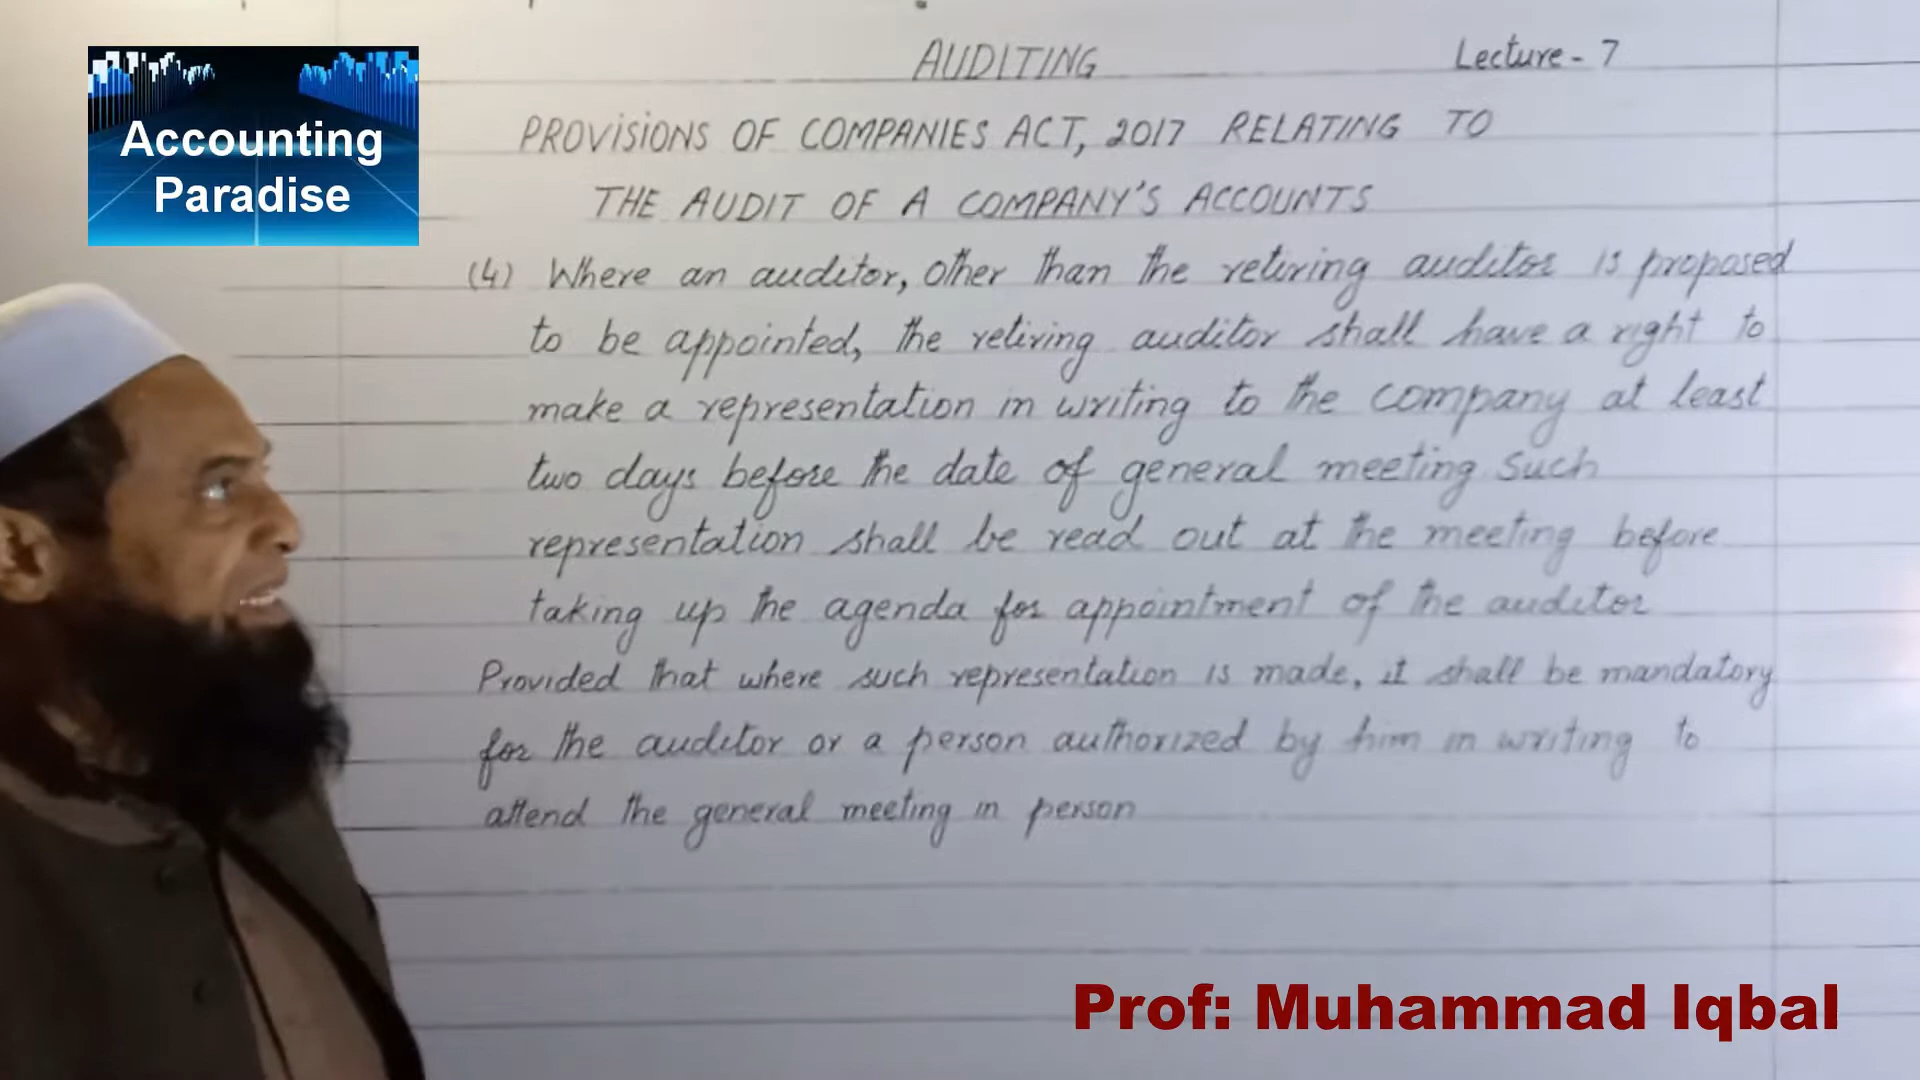 AUDITING
Lecture - 7
Accounting
Paradise
PROVISIONS OF COMPANIES ACT, 2017 RELATING TO
THE AUDIT OF A COMPANY'S ACCOUNTS
(4) Where an auditor, other than the retiring auditor is proposed
to be appointed, the retiring auditor shall have a right to
make a representation in writing to the company at least
two days before the date of general meeting such
representation shall be read out at the meeting before
taking up the agenda for appointment of the auditor
Provided that where such representation is made, it shall be mandatory
for the auditor or a person authorized by him in writing to
attend the general meeting in person
Prof: Muhammad Iqbal